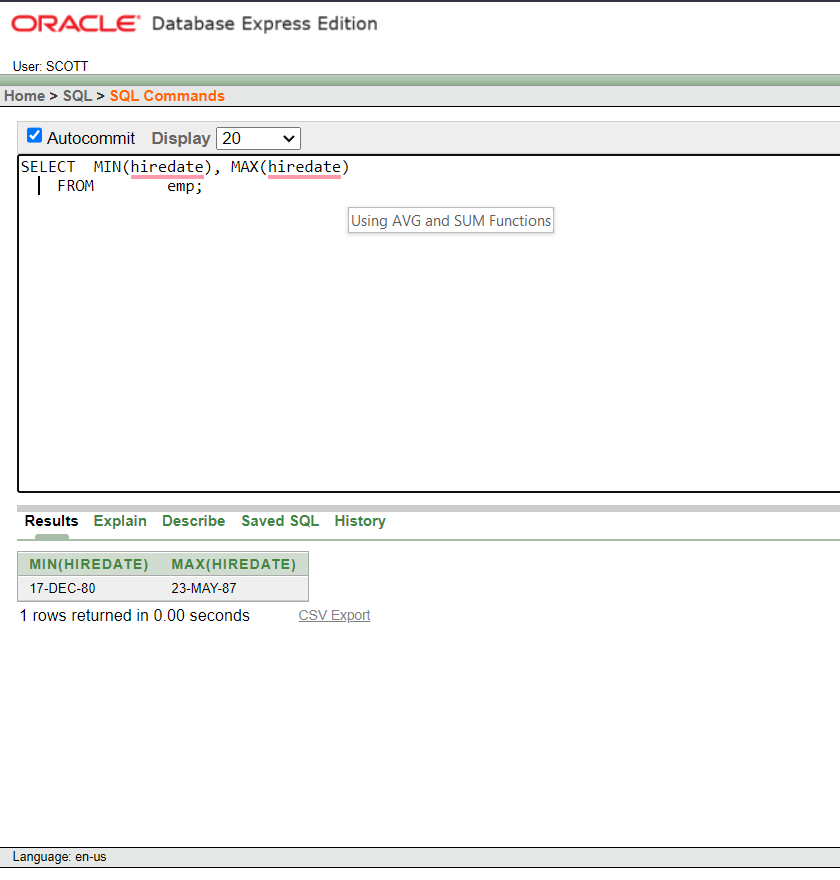 ORACLE Database Express Edition
User: SCOTT
Home > SQL > SQL Commands
Autocommit Display 20
SELECT MIN(hiredate), MAX(hiredate)
FROM emp;
Using AVG and SUM Functions
Results Explain Describe Saved SQL History
MIN(HIREDATE) MAX(HIREDATE)
17-DEC-80 23-MAY-87
1 rows returned in 0.00 seconds CSV Export
Language: en-us